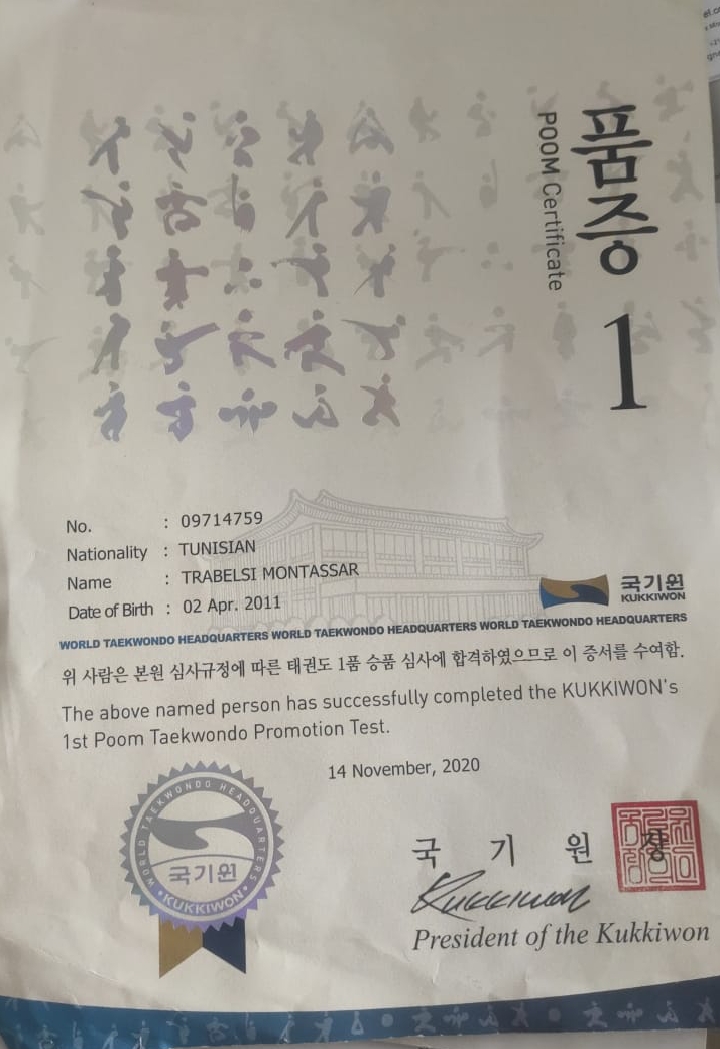 품증 1
POOM Certificate
No. : 09714759
Nationality : TUNISIAN
Name : TRABELSI MONTASSAR
Date of Birth : 02 Apr. 2011
국기원
KUKKIWON
WORLD TAEKWONDO HEADQUARTERS WORLD TAEKWONDO HEADQUARTERS WORLD TAEKWONDO HEADQUARTERS
위 사람은 본원 심사규정에 따른 태권도 1품 승품 심사에 합격하였으므로 이 증서를 수여함.
The above named person has successfully completed the KUKKIWON's
1st Poom Taekwondo Promotion Test.
14 November, 2020
WORLD TAEKWONDO HEADQUARTERS
국기원
•KUKKIWON•
국 기 원 장
Kukkiwon
President of the Kukkiwon